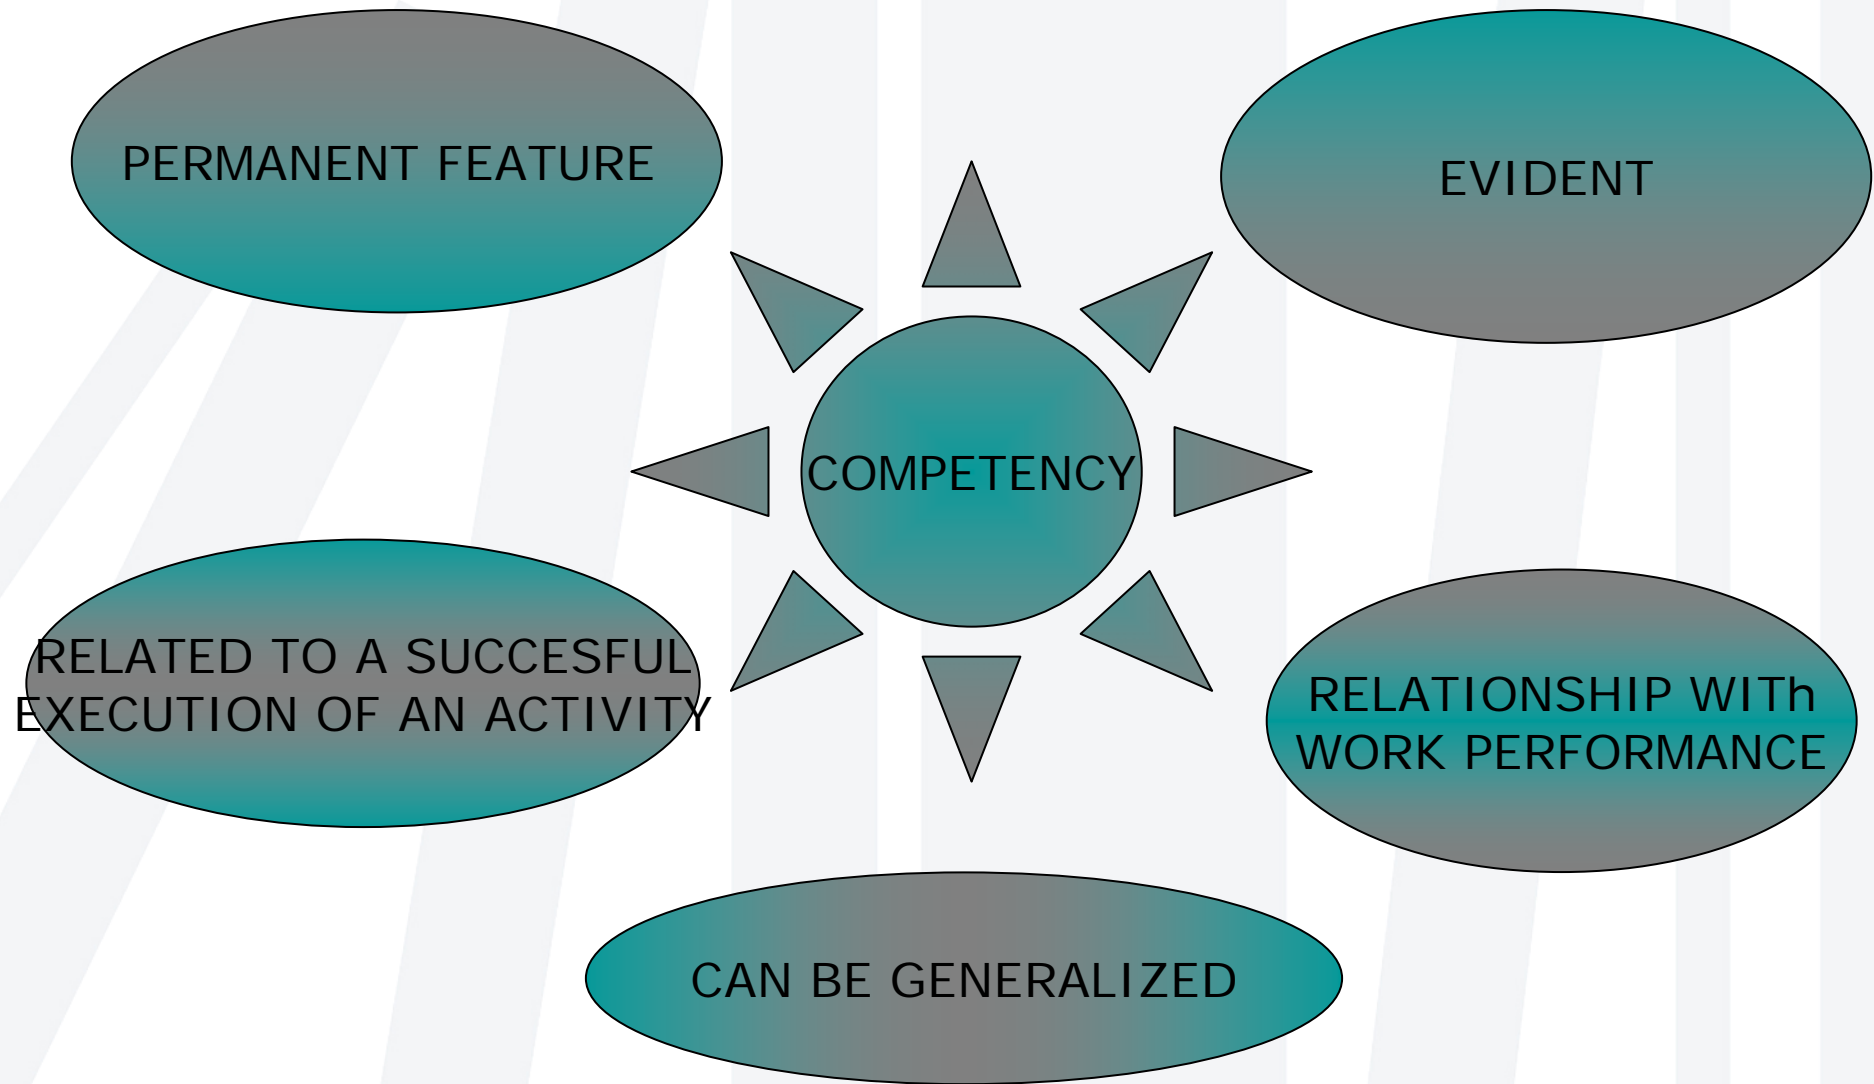 PERMANENT FEATURE
EVIDENT
COMPETENCY
RELATED TO A SUCCESFUL
EXECUTION OF AN ACTIVITY
RELATIONSHIP WITh
WORK PERFORMANCE
CAN BE GENERALIZED